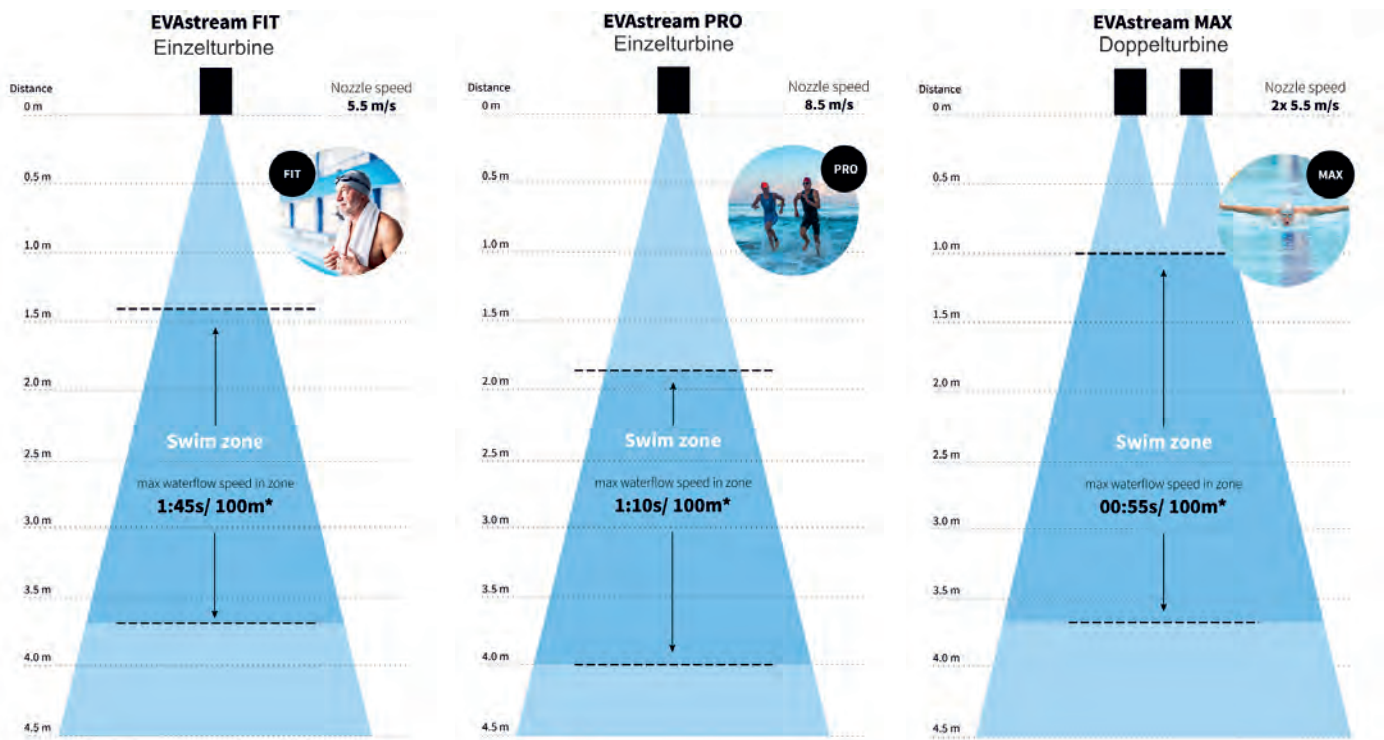 EVAstream FIT
Einzelturbine
Distance
0 m
Nozzle speed
5.5 m/s
FIT
0.5 m
1.0 m
1.5 m
2.0 m
Swim zone
2.5 m
max waterflow speed in zone
1:45s/ 100m*
3.0 m
3.5 m
4.0 m
4.5 m
EVAstream PRO
Einzelturbine
Distance
0 m
Nozzle speed
8.5 m/s
PRO
0.5 m
1.0 m
1.5 m
2.0 m
Swim zone
2.5 m
max waterflow speed in zone
1:10s/ 100m*
3.0 m
3.5 m
4.0 m
4.5 m
EVAstream MAX
Doppelturbine
Distance
0 m
Nozzle speed
2x 5.5 m/s
MAX
0.5 m
1.0 m
1.5 m
2.0 m
Swim zone
2.5 m
max waterflow speed in zone
00:55s/ 100m*
3.0 m
3.5 m
4.0 m
4.5 m